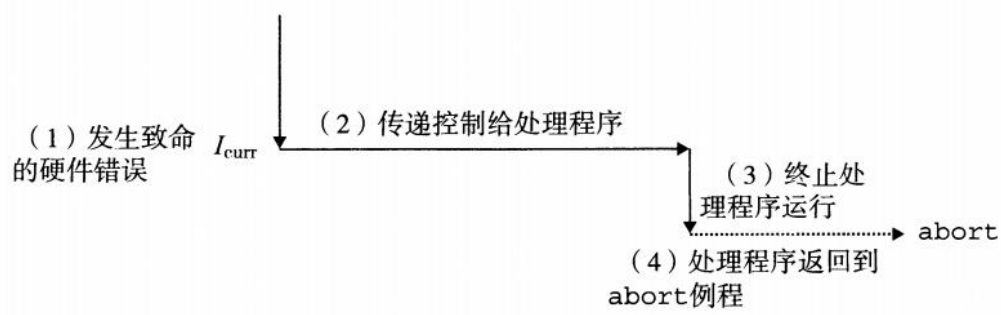 （1）发生致命
的硬件错误
Icurr
（2）传递控制给处理程序
（3）终止处
理程序运行
abort
（4）处理程序返回到
abort例程